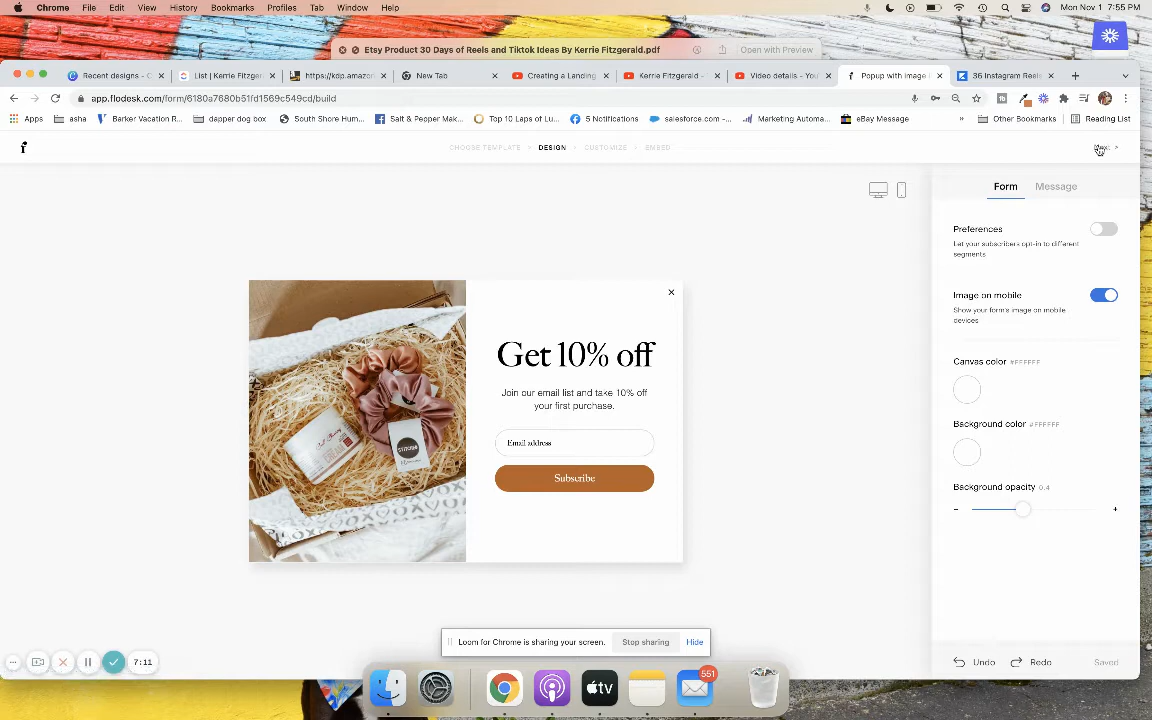 Chrome File Edit View History Bookmarks Profiles Tab Window Help Mon Nov 1 7:55 PM
Etsy Product 30 Days of Reels and Tiktok Ideas By Kerrie Fitzgerald.pdf Open with Preview
Recent designs - C List | Kerrie Fitzger https://kdp.amazon New Tab Creating a Landing Kerrie Fitzgerald - Video details - You Popup with image 36 Instagram Reels
app.flodesk.com/form/6180a7680b51fd1569c549cd/build
Apps asha Barker Vacation R... dapper dog box South Shore Hum... Salt & Pepper Mak... Top 10 Laps of Lu... 5 Notifications salesforce.com -... Marketing Automa... eBay Message » Other Bookmarks Reading List
CHOOSE TEMPLATE DESIGN CUSTOMIZE EMBED
Form Message
Preferences
Let your subscribers opt-in to different
segments
Image on mobile
Show your form's image on mobile
devices
Canvas color #FFFFFF
Background color #FFFFFF
Background opacity 0.4
- +
Get 10% off
Join our email list and take 10% off
your first purchase.
Email address
Subscribe
Loom for Chrome is sharing your screen. Stop sharing Hide
7:11
Undo Redo Saved
tv
551